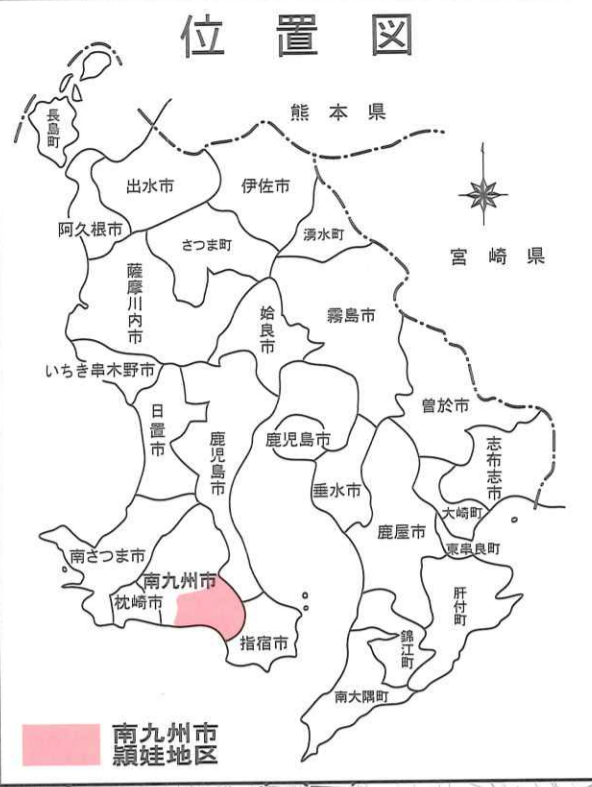 位置図
熊本県
長島町
出水市
伊佐市
阿久根市
さつま町
湧水町
宮崎県
薩摩川内市
姶良市
霧島市
いちき串木野市
曽於市
日置市
鹿児島市
鹿児島市
志布志市
垂水市
大崎町
鹿屋市
東串良町
南さつま市
南九州市
枕崎市
肝付町
指宿市
錦江町
南大隅町
南九州市
頴娃地区